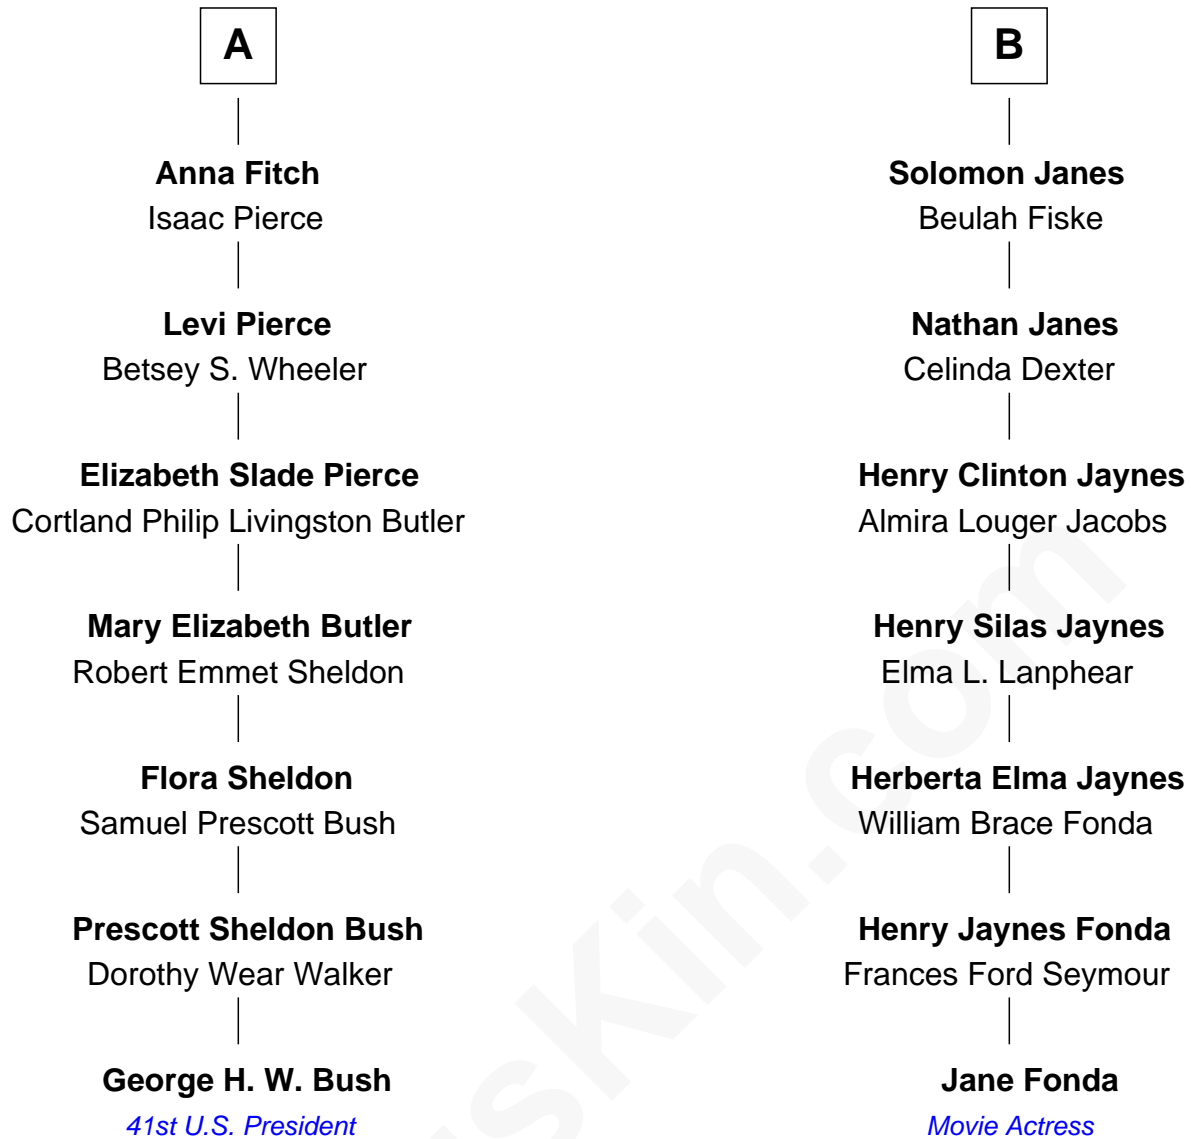 A
Anna Fitch
Isaac Pierce
Levi Pierce
Betsey S. Wheeler
Elizabeth Slade Pierce
Cortland Philip Livingston Butler
Mary Elizabeth Butler
Robert Emmet Sheldon
Flora Sheldon
Samuel Prescott Bush
Prescott Sheldon Bush
Dorothy Wear Walker
George H. W. Bush
41st U.S. President
B
Solomon Janes
Beulah Fiske
Nathan Janes
Celinda Dexter
Henry Clinton Jaynes
Almira Louger Jacobs
Henry Silas Jaynes
Elma L. Lanphear
Herberta Elma Jaynes
William Brace Fonda
Henry Jaynes Fonda
Frances Ford Seymour
Jane Fonda
Movie Actress